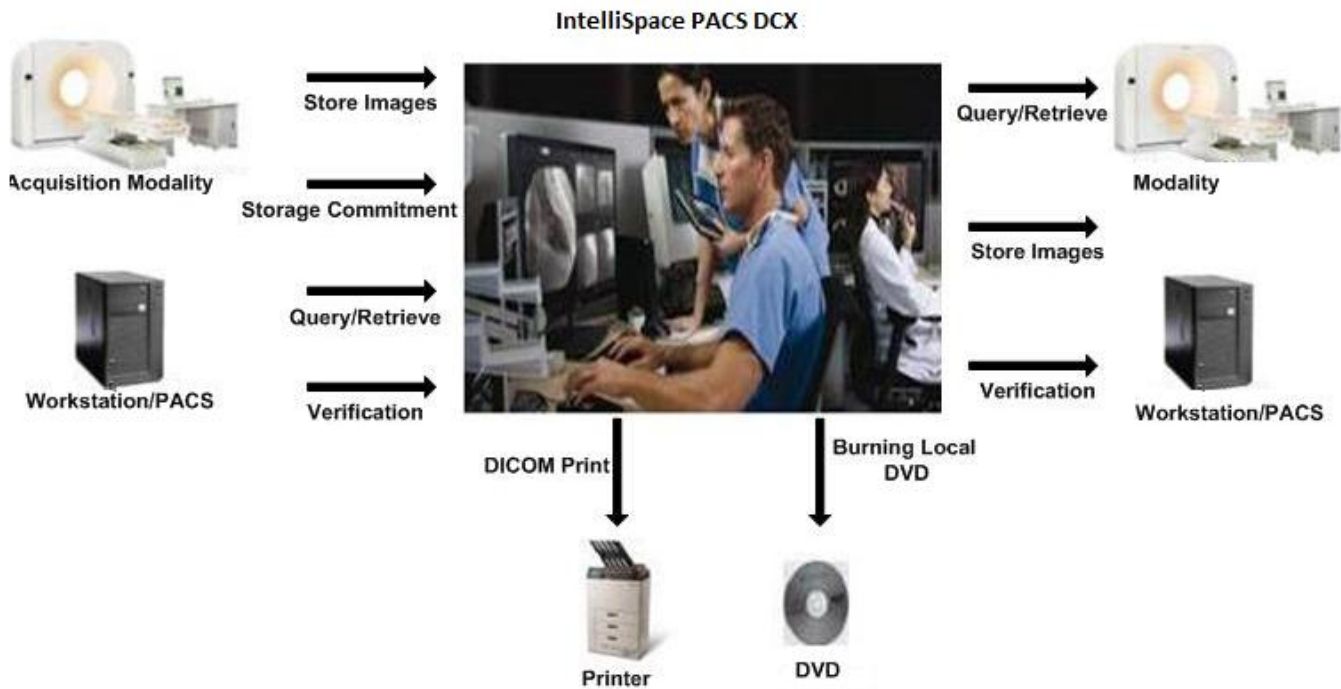 IntelliSpace PACS DCX
Store Images
Acquisition Modality
Storage Commitment
Query/Retrieve
Workstation/PACS
Verification
Query/Retrieve
Modality
Store Images
Verification
Workstation/PACS
DICOM Print
Burning Local
DVD
Printer
DVD